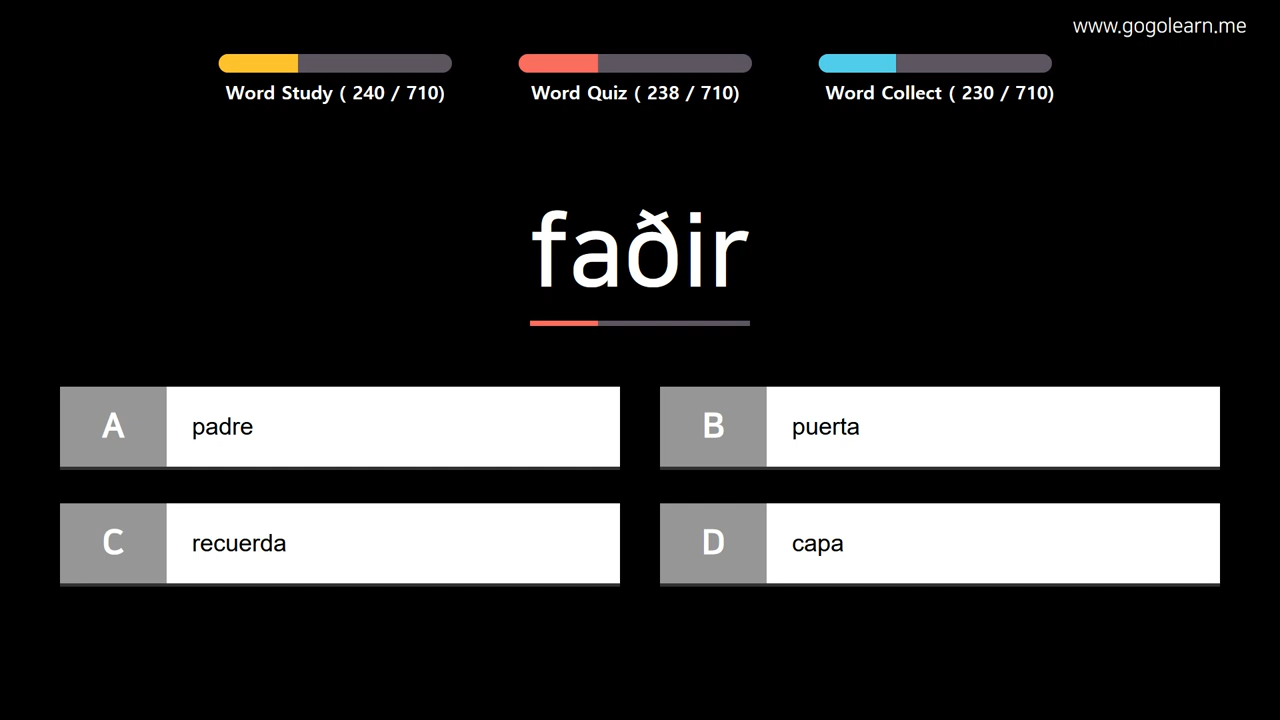 www.gogolearn.me
Word Study ( 240 / 710)
Word Quiz ( 238 / 710)
Word Collect ( 230 / 710)
faðir
A padre
B puerta
C recuerda
D capa